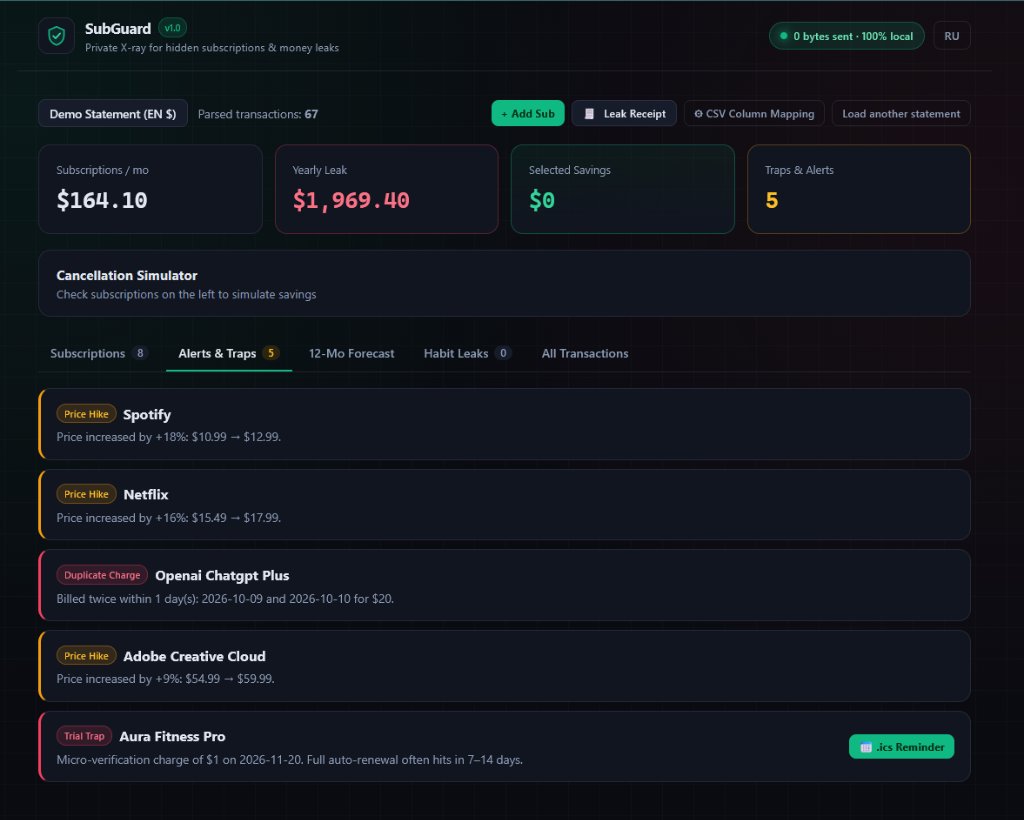 SubGuard v1.0
Private X-ray for hidden subscriptions & money leaks
0 bytes sent · 100% local
RU
Demo Statement (EN $)
Parsed transactions: 67
+ Add Sub
Leak Receipt
CSV Column Mapping
Load another statement
Subscriptions / mo
$164.10
Yearly Leak
$1,969.40
Selected Savings
$0
Traps & Alerts
5
Cancellation Simulator
Check subscriptions on the left to simulate savings
Subscriptions 8
Alerts & Traps 5
12-Mo Forecast
Habit Leaks 0
All Transactions
Price Hike Spotify
Price increased by +18%: $10.99 → $12.99.
Price Hike Netflix
Price increased by +16%: $15.49 → $17.99.
Duplicate Charge Openai Chatgpt Plus
Billed twice within 1 day(s): 2026-10-09 and 2026-10-10 for $20.
Price Hike Adobe Creative Cloud
Price increased by +9%: $54.99 → $59.99.
Trial Trap Aura Fitness Pro
Micro-verification charge of $1 on 2026-11-20. Full auto-renewal often hits in 7–14 days.
.ics Reminder